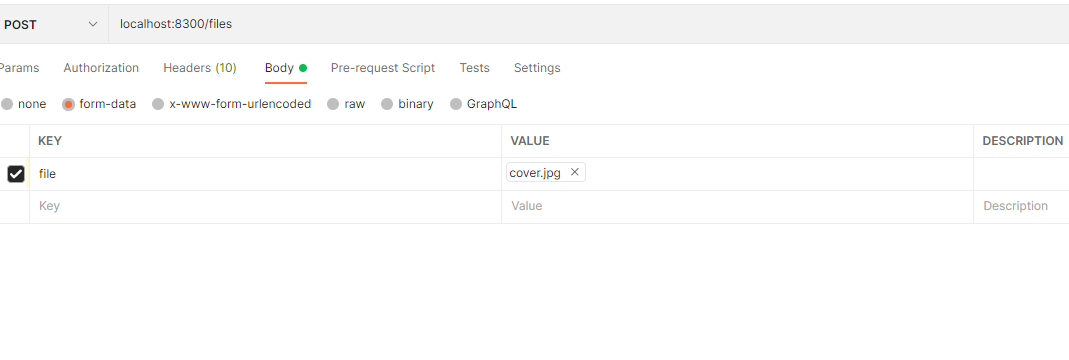 POST localhost:8300/files
Params Authorization Headers (10) Body Pre-request Script Tests Settings
none form-data x-www-form-urlencoded raw binary GraphQL
KEY VALUE DESCRIPTION
file cover.jpg
Key Value Description